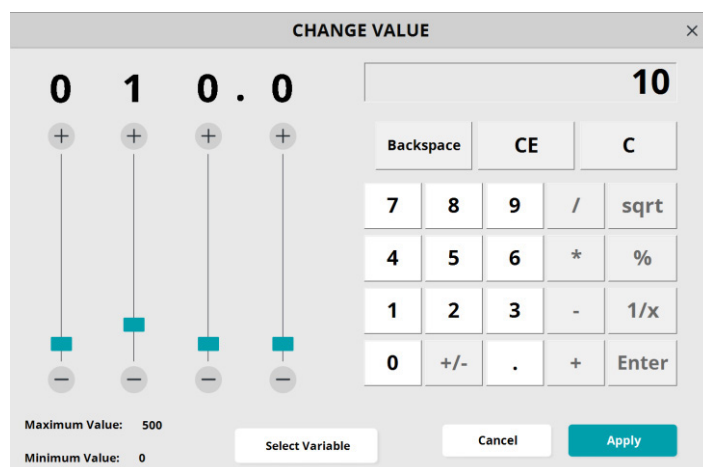 CHANGE VALUE ×
0 1 0 . 0
10
+ + + +
Backspace CE C
7 8 9 / sqrt
4 5 6 * %
1 2 3 - 1/x
0 +/- . + Enter
− − − −
Maximum Value: 500
Minimum Value: 0
Select Variable
Cancel
Apply